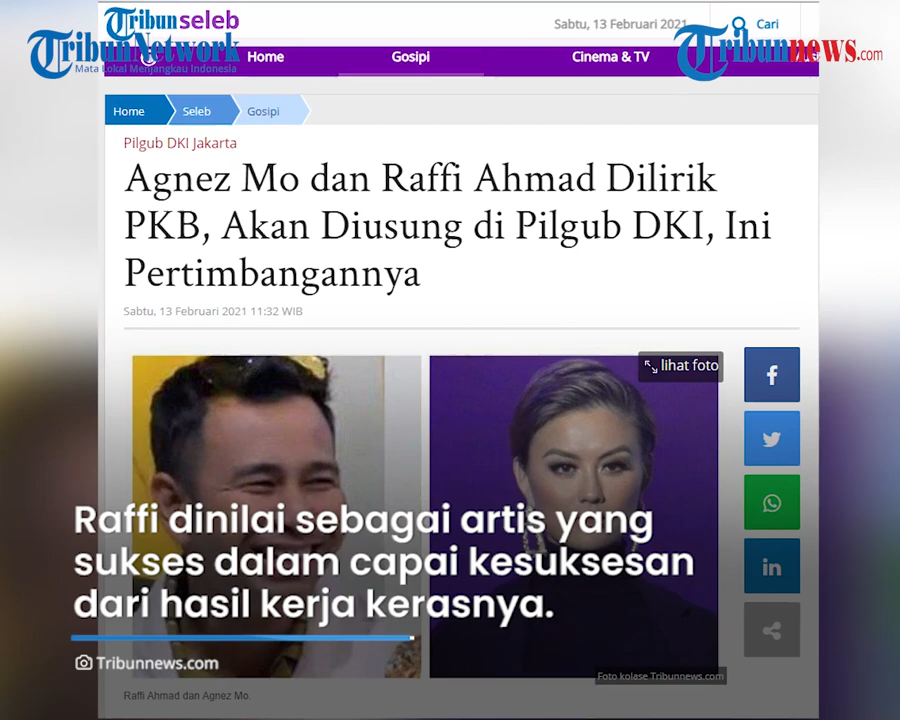 Tribunseleb
Sabtu, 13 Februari 2021
Cari
Tribun Network
Mata Lokal Menjangkau Indonesia
Tribunnews.com
Home
Gosipi
Cinema & TV
Home
Seleb
Gosipi
Pilgub DKI Jakarta
Agnez Mo dan Raffi Ahmad Dilirik
PKB, Akan Diusung di Pilgub DKI, Ini
Pertimbangannya
Sabtu, 13 Februari 2021 11:32 WIB
lihat foto
Raffi dinilai sebagai artis yang
sukses dalam capai kesuksesan
dari hasil kerja kerasnya.
Tribunnews.com
Foto kolase Tribunnews.com
Raffi Ahmad dan Agnez Mo.